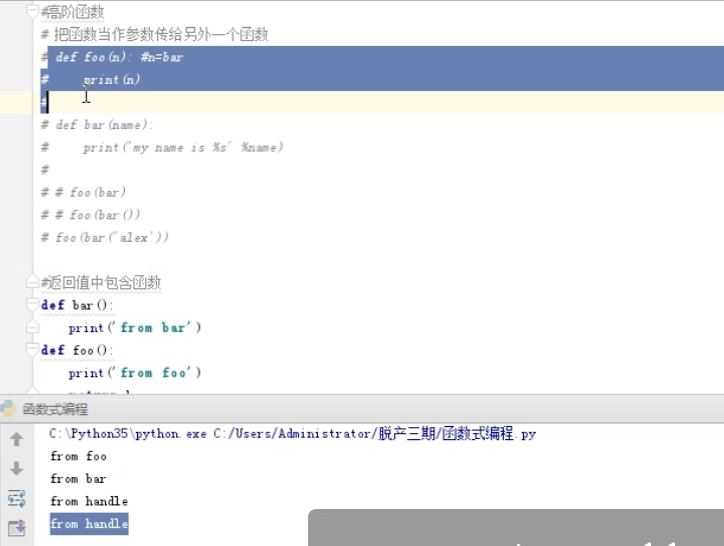 #高阶函数
# 把函数当作参数传给另外一个函数
# def foo(n): #n=bar
#     print(n)
#
# def bar(name):
#     print('my name is %s' %name)
#
# # foo(bar)
# # foo(bar())
# foo(bar('alex'))
#返回值中包含函数
def bar():
    print('from bar')
def foo():
    print('from foo')
函数式编程
C:\Python35\python.exe C:/Users/Administrator/脱产三期/函数式编程.py
from foo
from bar
from handle
from handle